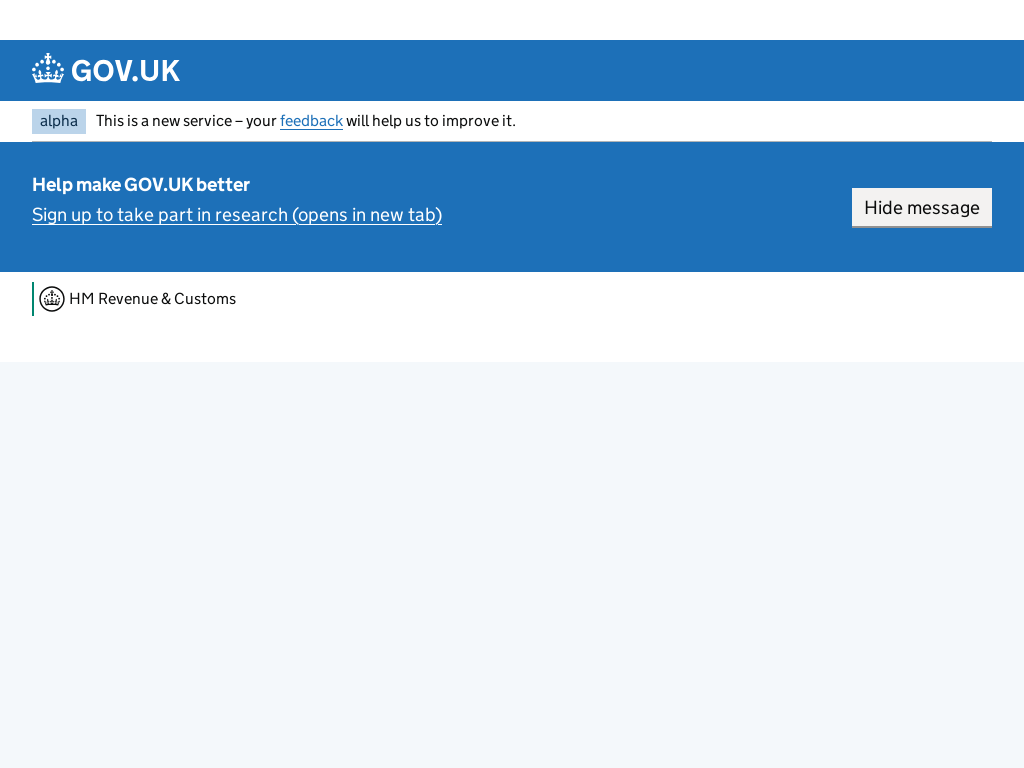 GOV.UK
alpha This is a new service – your feedback will help us to improve it.
Help make GOV.UK better
Sign up to take part in research (opens in new tab)
Hide message
HM Revenue & Customs